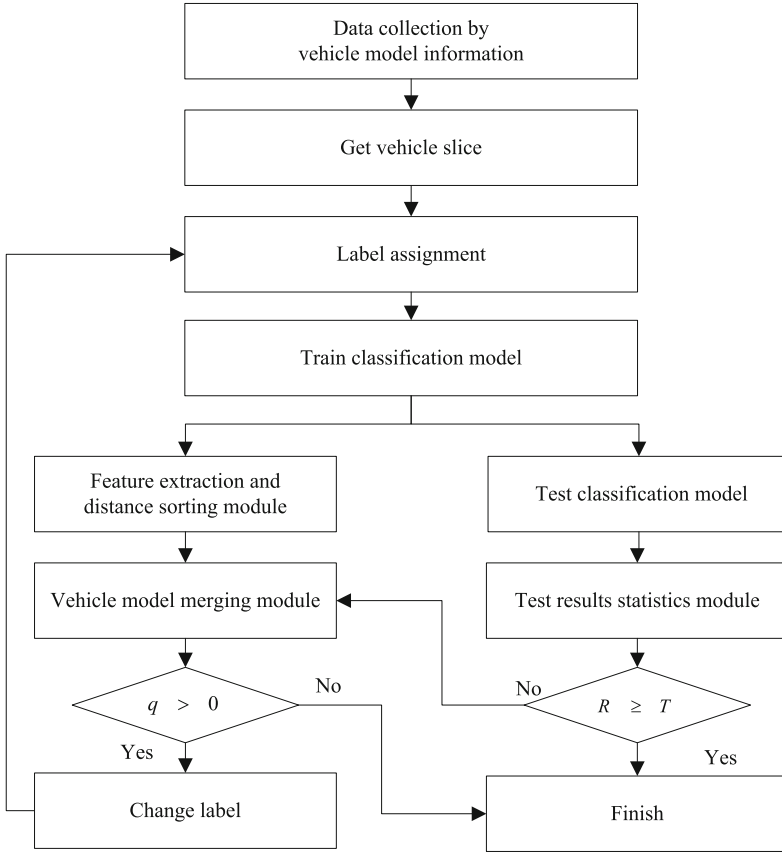 Data collection by
vehicle model information
Get vehicle slice
Label assignment
Train classification model
Feature extraction and
distance sorting module
Test classification model
Vehicle model merging module
Test results statistics module
q > 0
No
No
R ≥ T
Yes
Yes
Change label
Finish